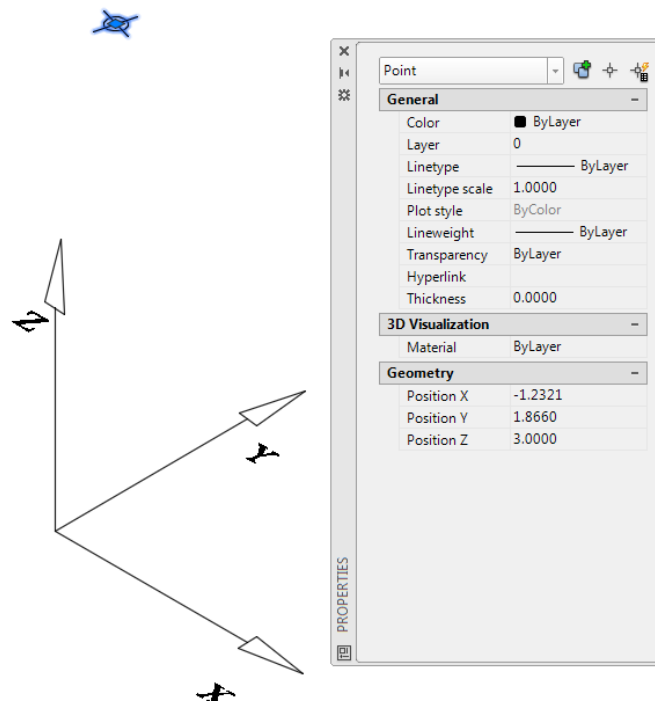 Point
General
Color ByLayer
Layer 0
Linetype ByLayer
Linetype scale 1.0000
Plot style ByColor
Lineweight ByLayer
Transparency ByLayer
Hyperlink
Thickness 0.0000
3D Visualization
Material ByLayer
Geometry
Position X -1.2321
Position Y 1.8660
Position Z 3.0000
PROPERTIES
Z
Y
X